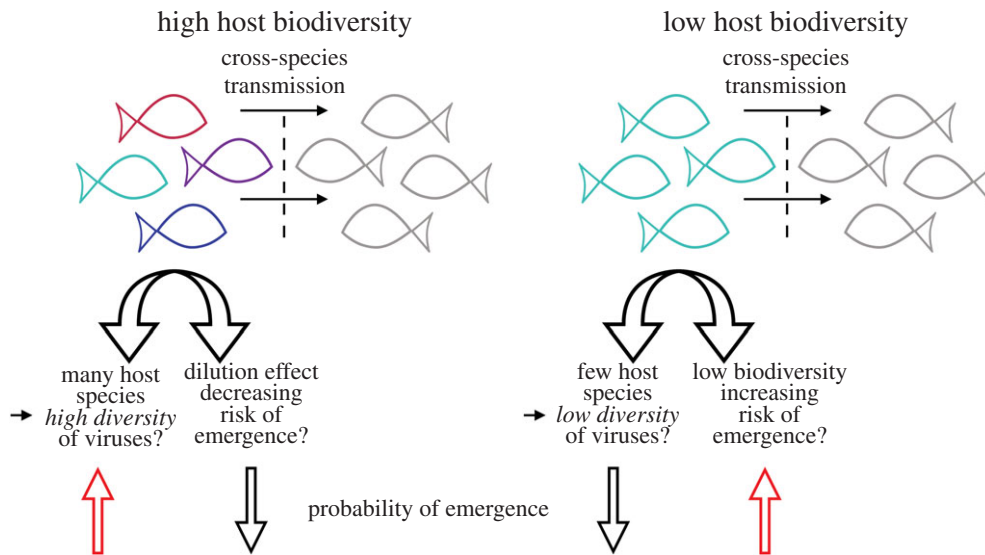 high host biodiversity
cross-species
transmission
many host
species
high diversity
of viruses?
dilution effect
decreasing
risk of
emergence?
low host biodiversity
cross-species
transmission
few host
species
low diversity
of viruses?
low biodiversity
increasing
risk of
emergence?
probability of emergence